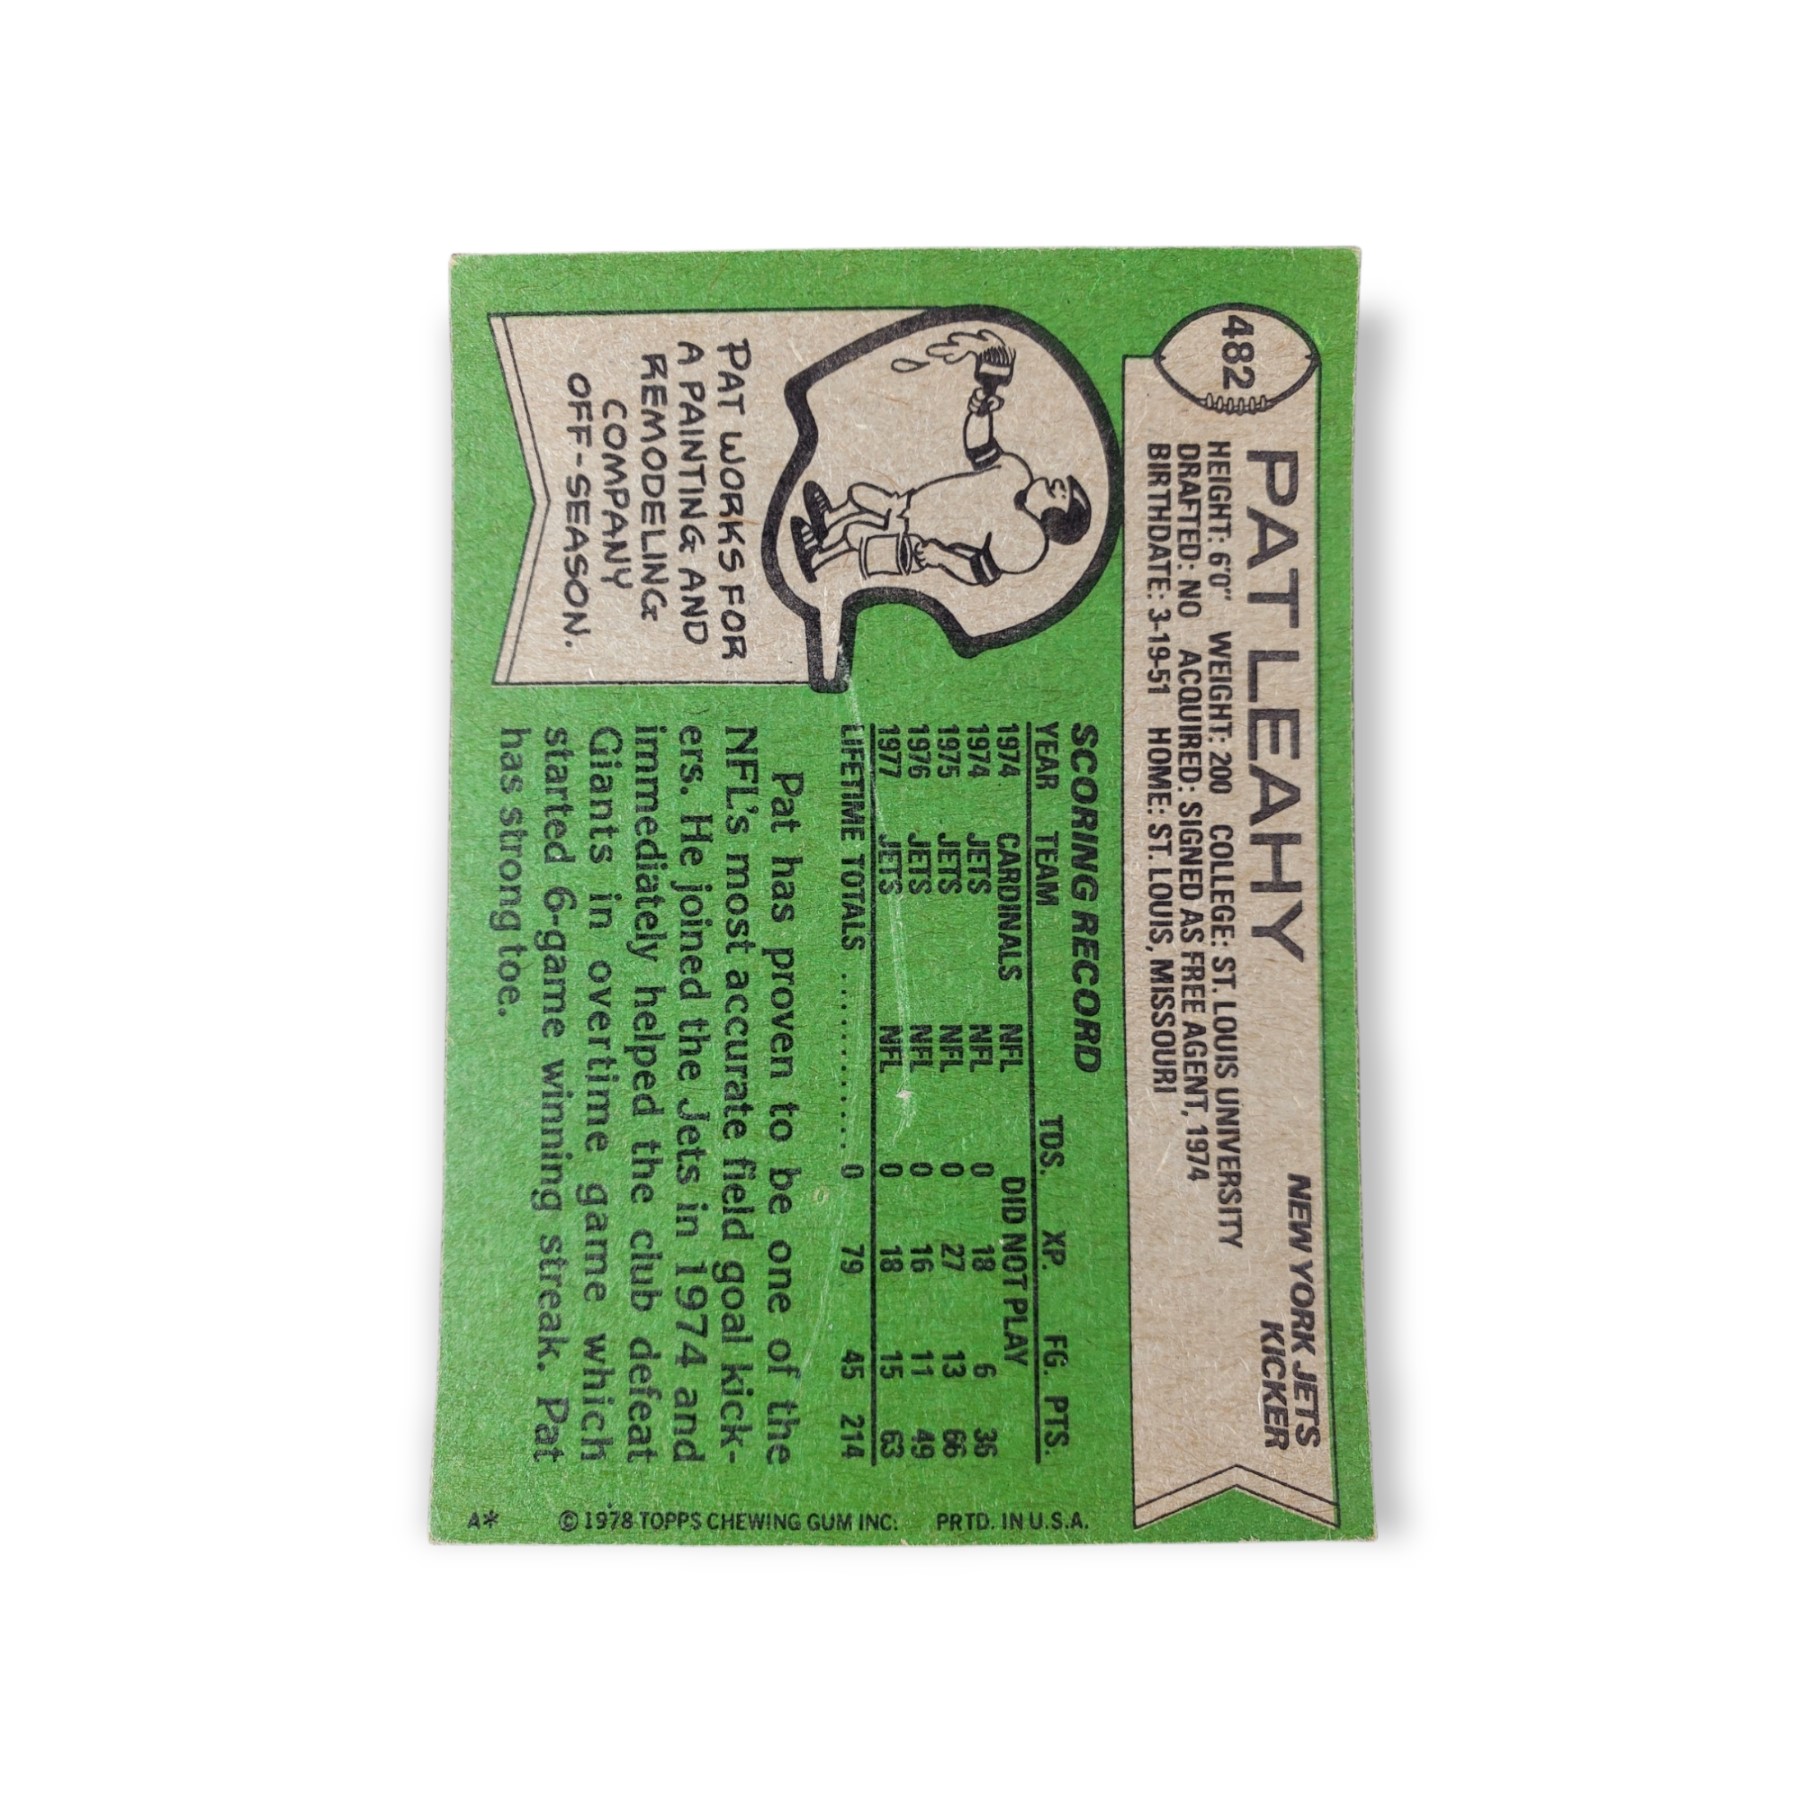 482
PAT LEAHY
NEW YORK JETS
KICKER
HEIGHT: 6'0" WEIGHT: 200 COLLEGE: ST. LOUIS UNIVERSITY
DRAFTED: NO ACQUIRED: SIGNED AS FREE AGENT, 1974
BIRTHDATE: 3-19-51 HOME: ST. LOUIS, MISSOURI
PAT WORKS FOR
A PAINTING AND
REMODELING
COMPANY
OFF-SEASON.
SCORING RECORD
YEAR TEAM TDS. XP. FG. PTS.
1974 CARDINALS NFL DID NOT PLAY
1974 JETS NFL 0 18 6 36
1975 JETS NFL 0 27 13 66
1976 JETS NFL 0 16 11 49
1977 JETS NFL 0 18 15 63
LIFETIME TOTALS .............. 0 79 45 214
Pat has proven to be one of the
NFL's most accurate field goal kick-
ers. He joined the Jets in 1974 and
immediately helped the club defeat
Giants in overtime game which
started 6-game winning streak. Pat
has strong toe.
A* © 1978 TOPPS CHEWING GUM INC. PRTD. IN U.S.A.